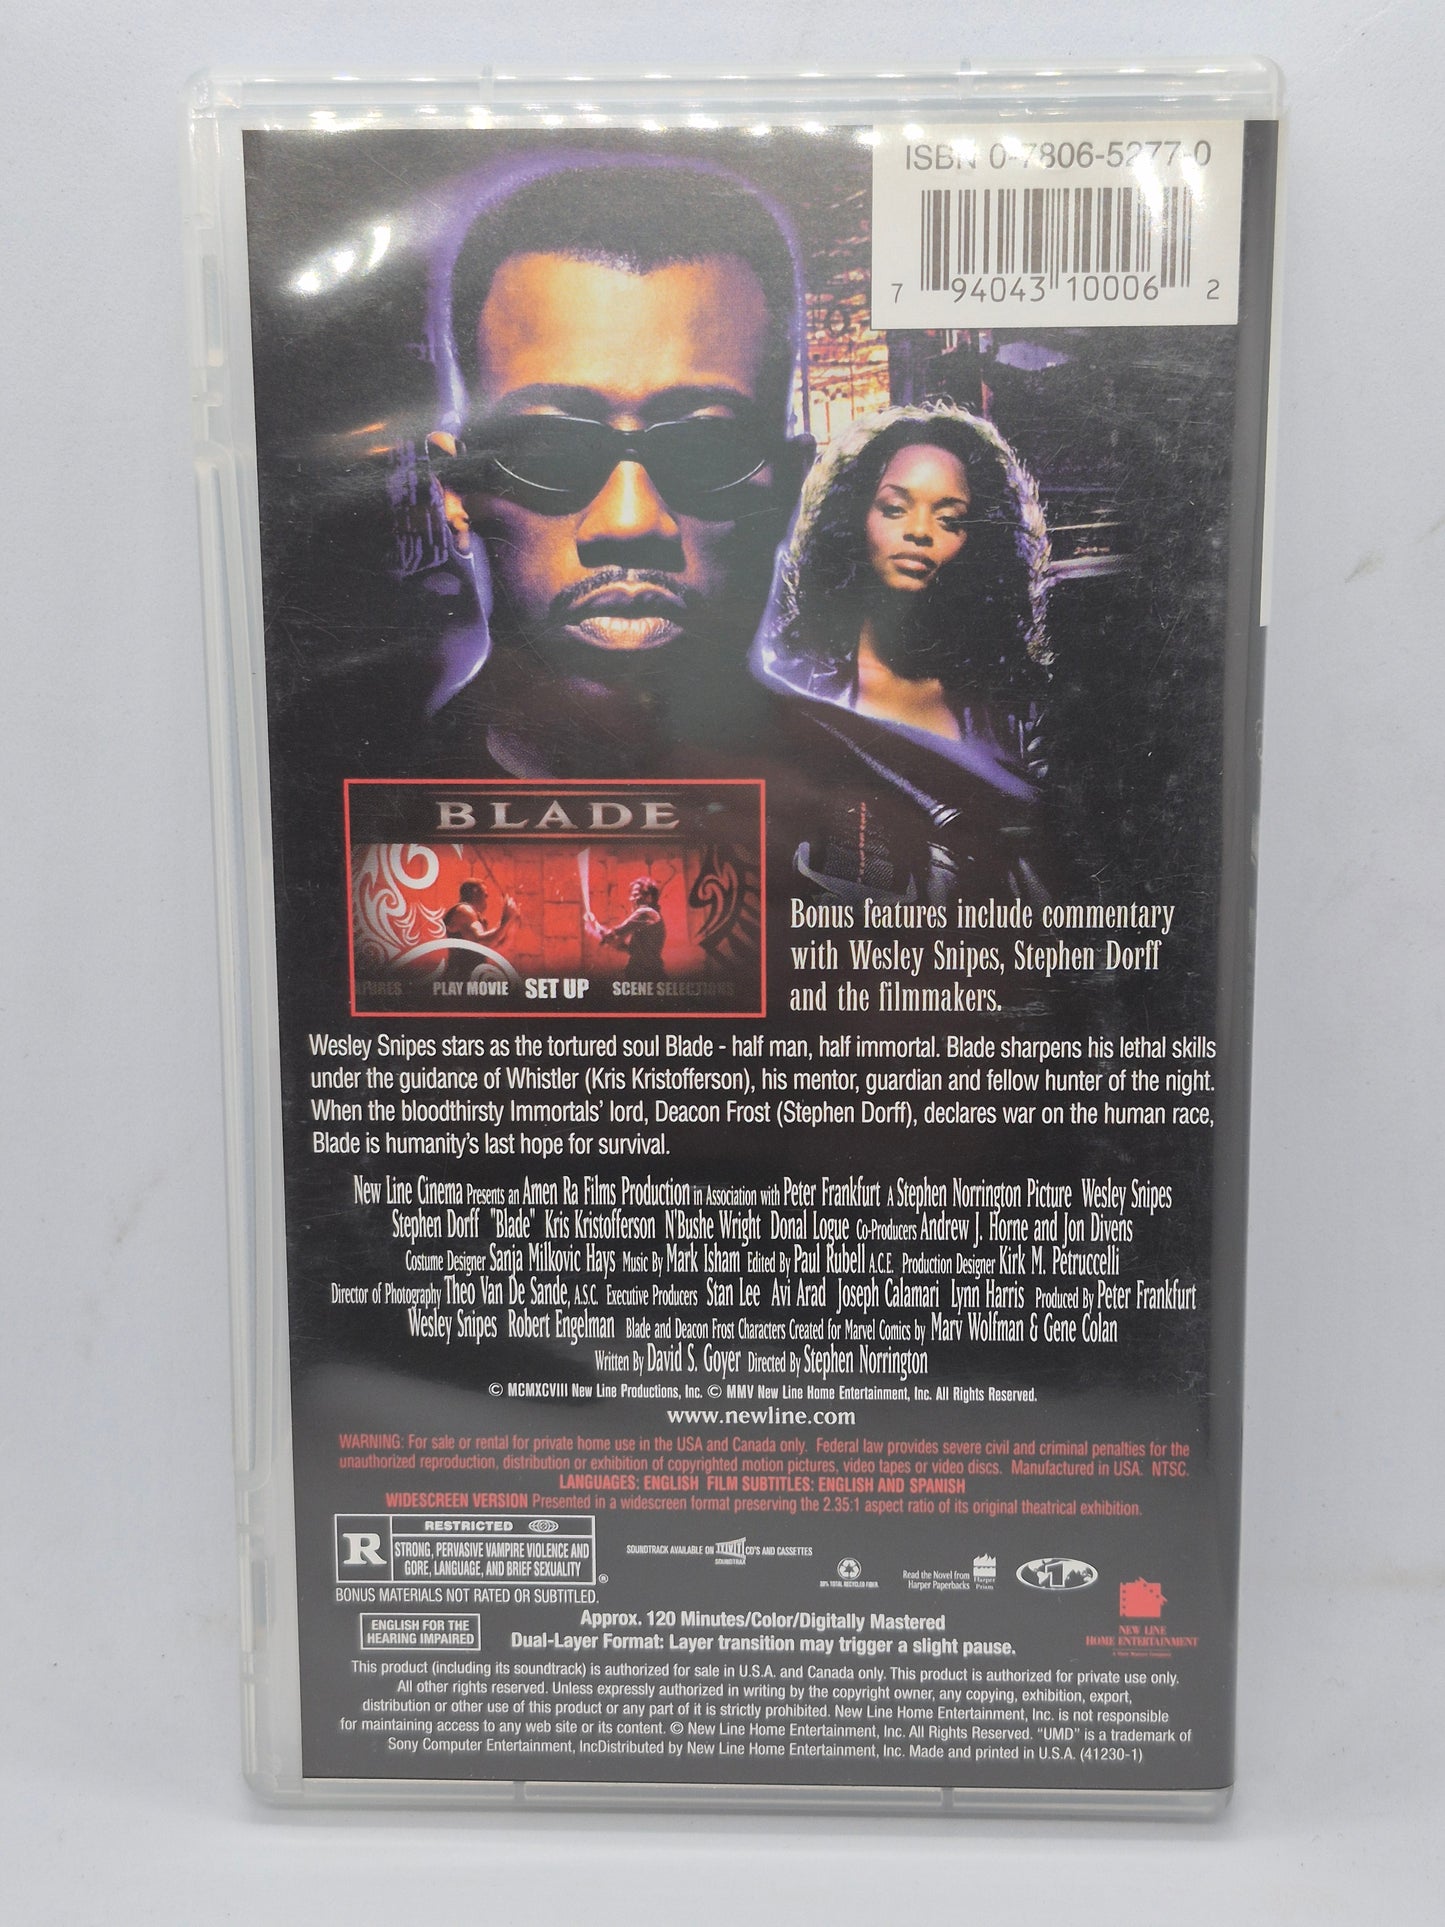 ISBN 0-7806-5277-0
7 94043 10006 2
BLADE
PLAY MOVIE SET UP SCENE SELECTIONS
Bonus features include commentary
with Wesley Snipes, Stephen Dorff
and the filmmakers.
Wesley Snipes stars as the tortured soul Blade - half man, half immortal. Blade sharpens his lethal skills
under the guidance of Whistler (Kris Kristofferson), his mentor, guardian and fellow hunter of the night.
When the bloodthirsty Immortals' lord, Deacon Frost (Stephen Dorff), declares war on the human race,
Blade is humanity's last hope for survival.
New Line Cinema Presents an Amen Ra Films Production in Association with Peter Frankfurt A Stephen Norrington Picture Wesley Snipes
Stephen Dorff "Blade" Kris Kristofferson N'Bushe Wright Donal Logue Co-Producers Andrew J. Horne and Jon Divens
Costume Designer Sanja Milkovic Hays Music By Mark Isham Edited By Paul Rubell A.C.E. Production Designer Kirk M. Petruccelli
Director of Photography Theo Van De Sande, A.S.C. Executive Producers Stan Lee Avi Arad Joseph Calamari Lynn Harris Produced By Peter Frankfurt
Wesley Snipes Robert Engelman Blade and Deacon Frost Characters Created for Marvel Comics by Marv Wolfman & Gene Colan
Written By David S. Goyer Directed By Stephen Norrington
© MCMXCVIII New Line Productions, Inc. © MMV New Line Home Entertainment, Inc. All Rights Reserved.
www.newline.com
WARNING: For sale or rental for private home use in the USA and Canada only. Federal law provides severe civil and criminal penalties for the
unauthorized reproduction, distribution or exhibition of copyrighted motion pictures, video tapes or video discs. Manufactured in USA. NTSC.
LANGUAGES: ENGLISH FILM SUBTITLES: ENGLISH AND SPANISH
WIDESCREEN VERSION Presented in a widescreen format preserving the 2.35:1 aspect ratio of its original theatrical exhibition.
R RESTRICTED
STRONG, PERVASIVE VAMPIRE VIOLENCE AND
GORE, LANGUAGE, AND BRIEF SEXUALITY ®
BONUS MATERIALS NOT RATED OR SUBTITLED.
SOUNDTRACK AVAILABLE ON TVT SOUNDTRAX CD'S AND CASSETTES
Read the Novel from
Harper Paperbacks
Harper
Prism
1
NEW LINE
HOME ENTERTAINMENT
ENGLISH FOR THE
HEARING IMPAIRED
Approx. 120 Minutes/Color/Digitally Mastered
Dual-Layer Format: Layer transition may trigger a slight pause.
This product (including its soundtrack) is authorized for sale in U.S.A. and Canada only. This product is authorized for private use only.
All other rights reserved. Unless expressly authorized in writing by the copyright owner, any copying, exhibition, export,
distribution or other use of this product or any part of it is strictly prohibited. New Line Home Entertainment, Inc. is not responsible
for maintaining access to any web site or its content. © New Line Home Entertainment, Inc. All Rights Reserved. "UMD" is a trademark of
Sony Computer Entertainment, IncDistributed by New Line Home Entertainment, Inc. Made and printed in U.S.A. (41230-1)